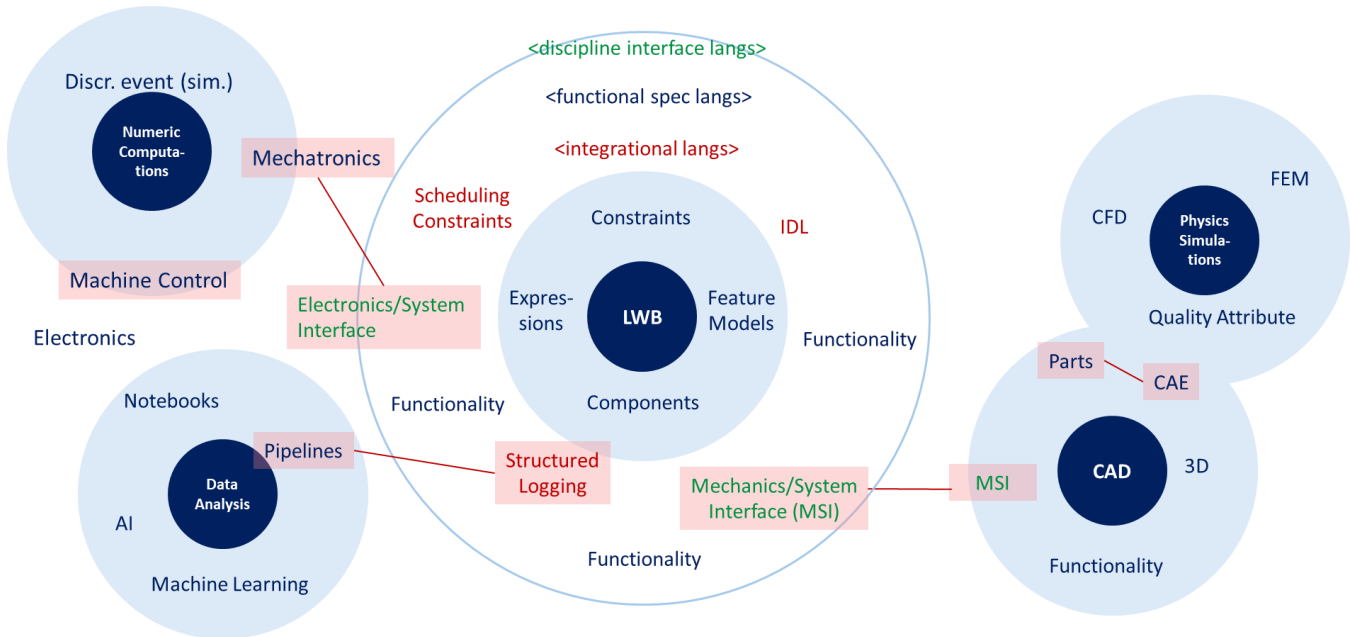 <discipline interface langs>
<functional spec langs>
<integrational langs>
Discr. event (sim.)
Numeric
Computa-
tions
Mechatronics
Machine Control
Electronics/System
Interface
Electronics
Scheduling
Constraints
Constraints
IDL
Expres-
sions
LWB
Feature
Models
Components
Functionality
Functionality
Functionality
Structured
Logging
Mechanics/System
Interface (MSI)
Notebooks
Pipelines
Data
Analysis
AI
Machine Learning
FEM
CFD
Physics
Simula-
tions
Quality Attribute
Parts
CAE
MSI
CAD
3D
Functionality